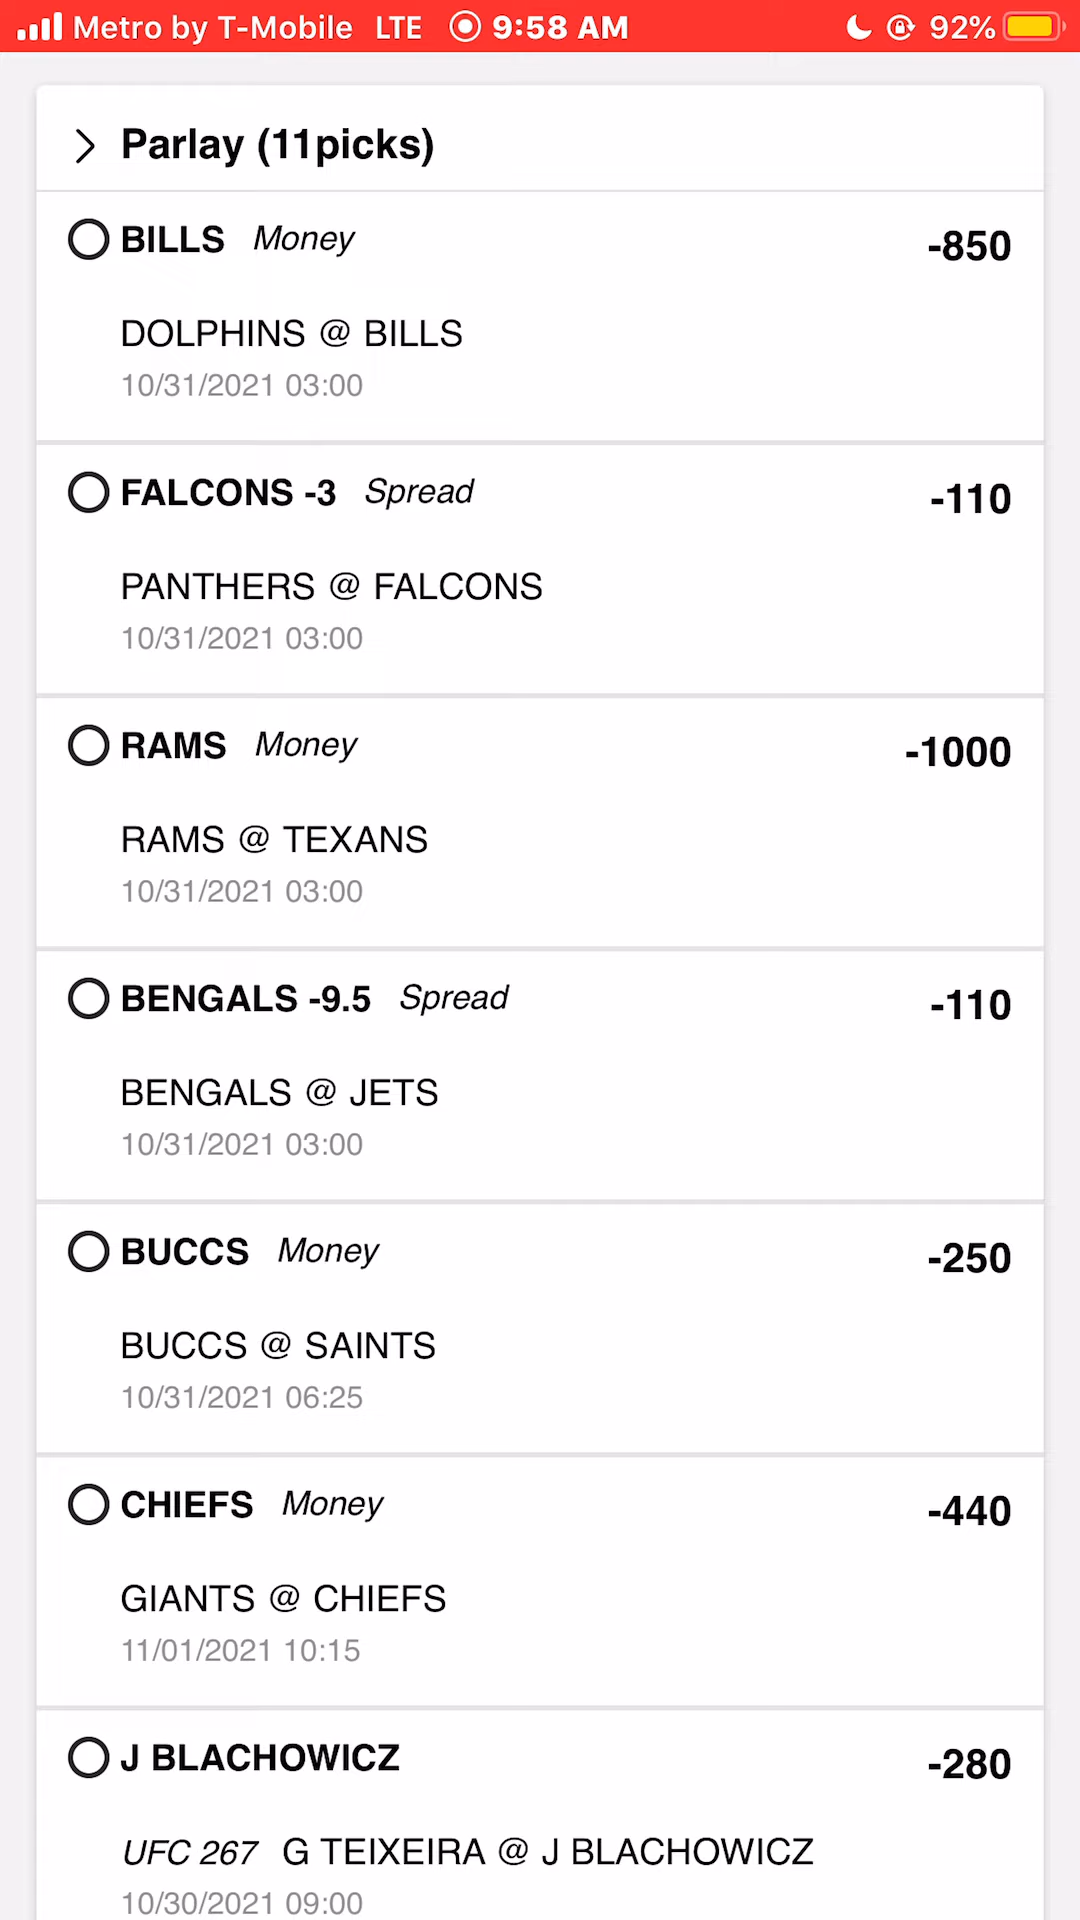 Metro by T-Mobile LTE 9:58 AM 92%
Parlay (11picks)
BILLS Money -850
DOLPHINS @ BILLS
10/31/2021 03:00
FALCONS -3 Spread -110
PANTHERS @ FALCONS
10/31/2021 03:00
RAMS Money -1000
RAMS @ TEXANS
10/31/2021 03:00
BENGALS -9.5 Spread -110
BENGALS @ JETS
10/31/2021 03:00
BUCCS Money -250
BUCCS @ SAINTS
10/31/2021 06:25
CHIEFS Money -440
GIANTS @ CHIEFS
11/01/2021 10:15
J BLACHOWICZ -280
UFC 267 G TEIXEIRA @ J BLACHOWICZ
10/30/2021 09:00